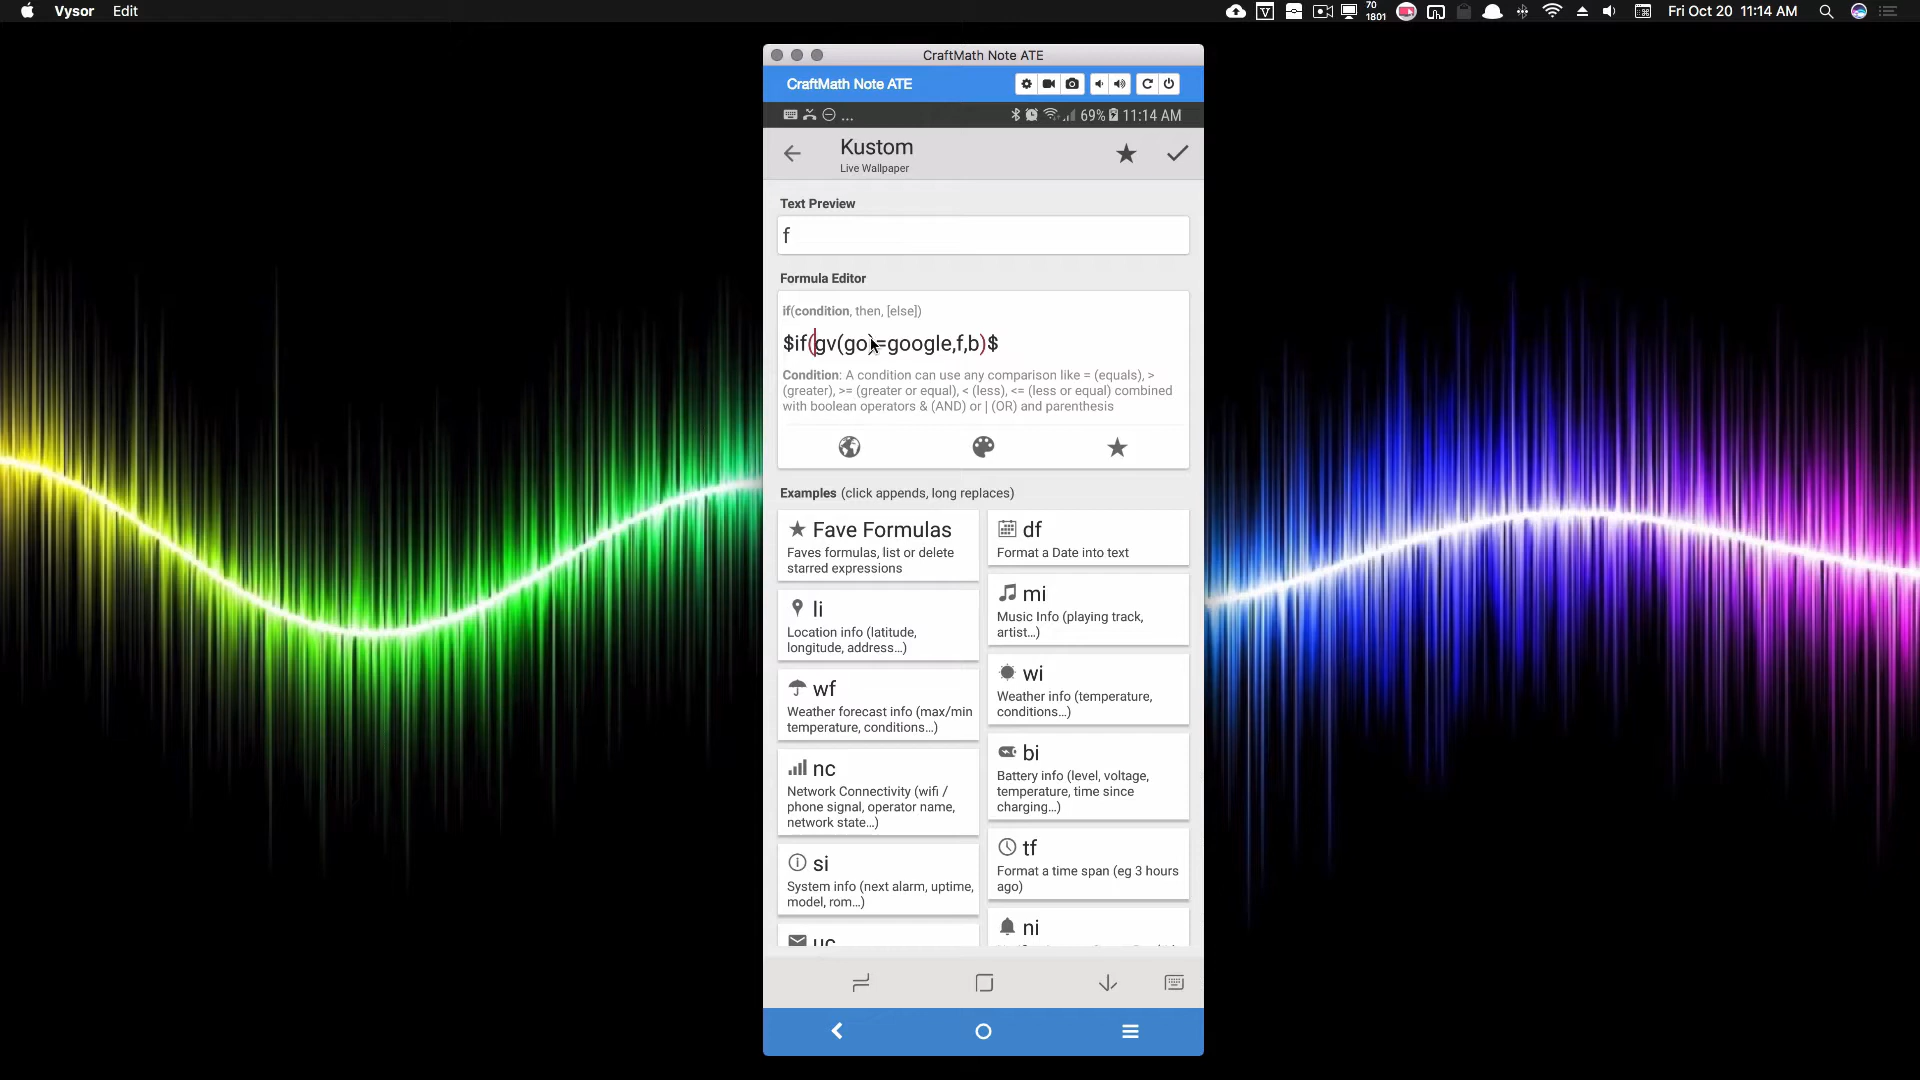 Vysor Edit
70
1801
Fri Oct 20 11:14 AM
CraftMath Note ATE
CraftMath Note ATE
... 69% 11:14 AM
Kustom
Live Wallpaper
Text Preview
f
Formula Editor
if(condition, then, [else])
$if(gv(go)=google,f,b)$
Condition: A condition can use any comparison like = (equals), >
(greater), >= (greater or equal), < (less), <= (less or equal) combined
with boolean operators & (AND) or | (OR) and parenthesis
Examples (click appends, long replaces)
Fave Formulas
Faves formulas, list or delete
starred expressions
df
Format a Date into text
li
Location info (latitude,
longitude, address...)
mi
Music Info (playing track,
artist...)
wf
Weather forecast info (max/min
temperature, conditions...)
wi
Weather info (temperature,
conditions...)
nc
Network Connectivity (wifi /
phone signal, operator name,
network state...)
bi
Battery info (level, voltage,
temperature, time since
charging...)
si
System info (next alarm, uptime,
model, rom...)
tf
Format a time span (eg 3 hours
ago)
ni